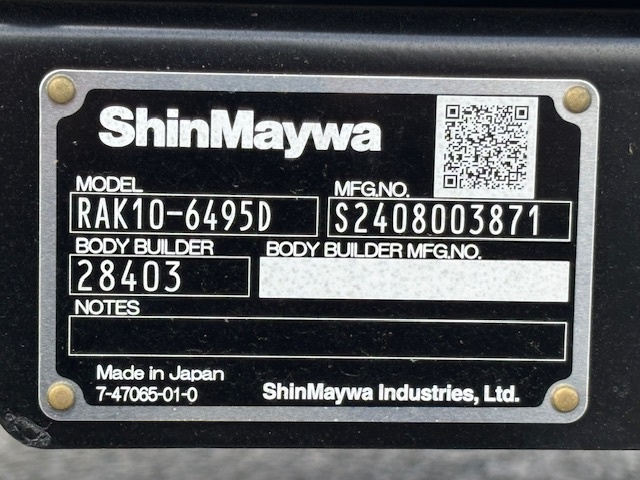 ShinMaywa
MODEL
MFG.NO.
RAK10-6495D
S2408003871
BODY BUILDER
BODY BUILDER MFG.NO.
28403
NOTES
Made in Japan
7-47065-01-0
ShinMaywa Industries, Ltd.